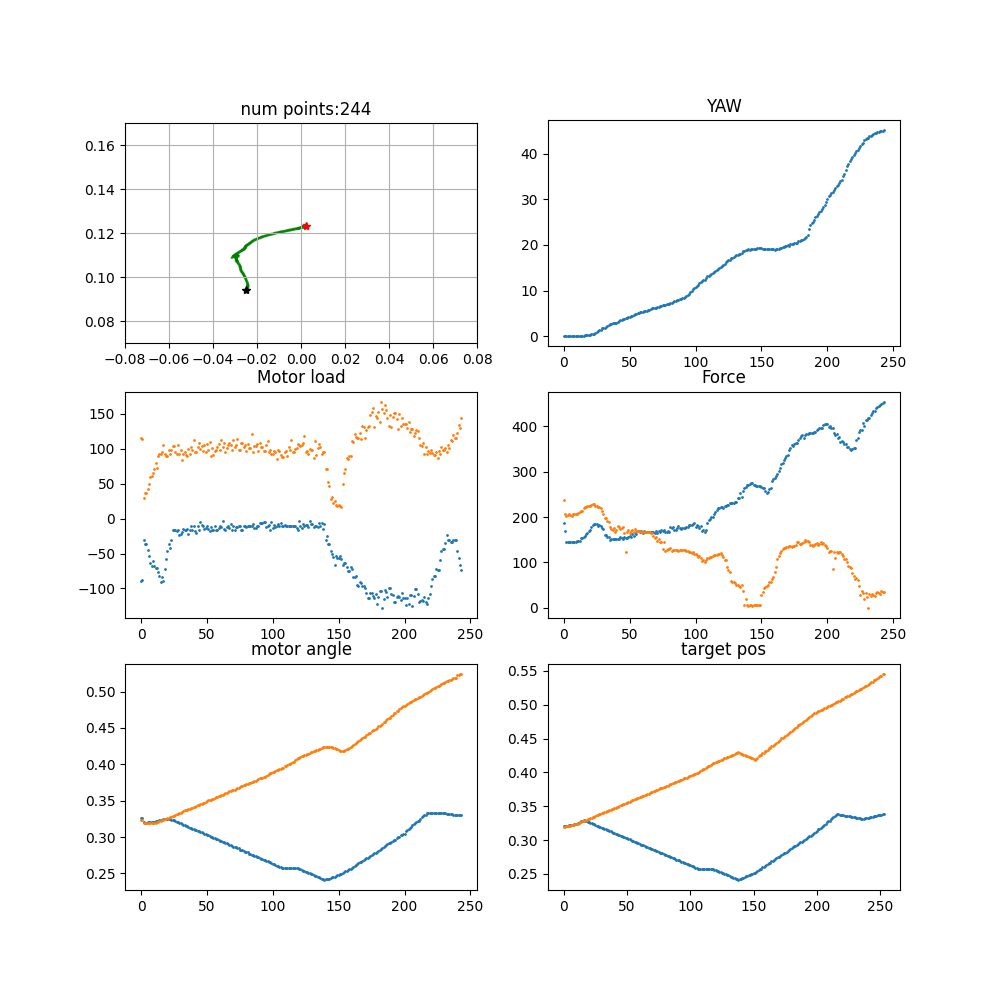 num points:244
YAW
0.16
0.14
0.12
0.10
0.08
−0.08 −0.06 −0.04 −0.02 0.00 0.02 0.04 0.06 0.08
40
30
20
10
0
0 50 100 150 200 250
Motor load
Force
150
100
50
0
−50
−100
0 50 100 150 200 250
400
300
200
100
0
0 50 100 150 200 250
motor angle
target pos
0.50
0.45
0.40
0.35
0.30
0.25
0 50 100 150 200 250
0.55
0.50
0.45
0.40
0.35
0.30
0.25
0 50 100 150 200 250